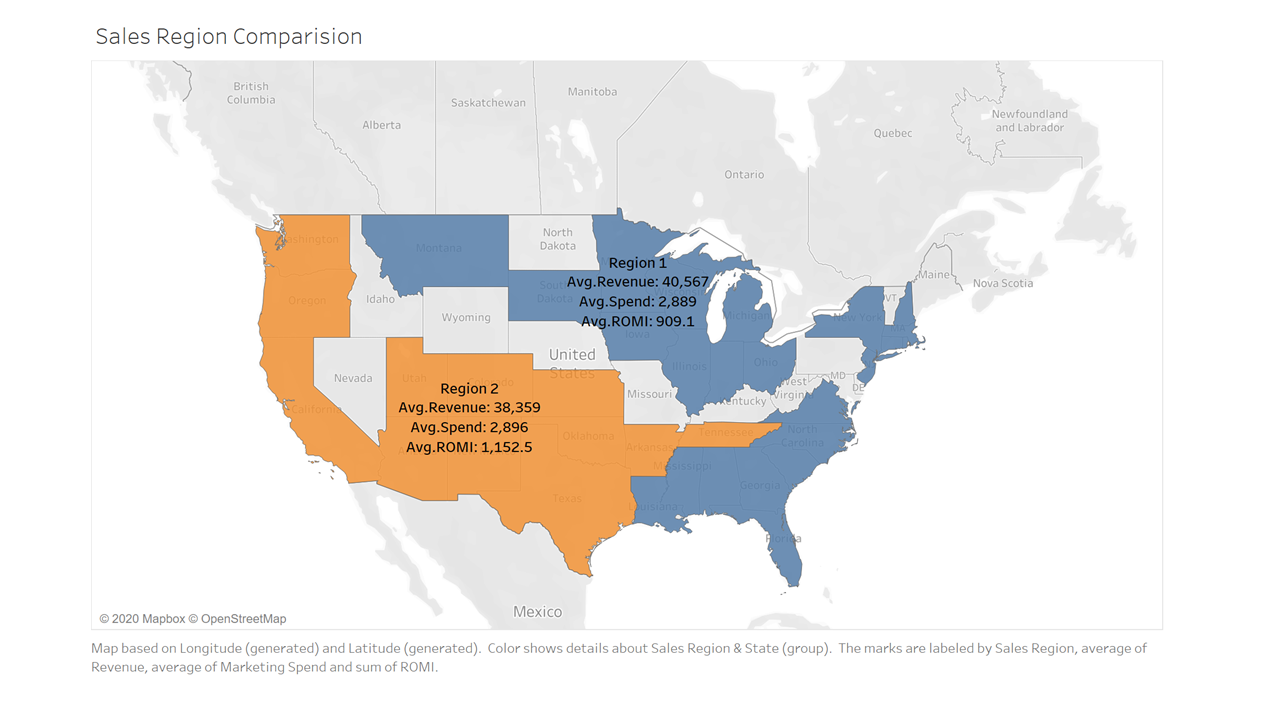 Sales Region Comparision
British
Columbia
Alberta
Saskatchewan
Manitoba
Ontario
Quebec
Newfoundland
and Labrador
Nova Scotia
Maine
Montana
North
Dakota
Oregon
Idaho
Wyoming
Region 1
Avg.Revenue: 40,567
Avg.Spend: 2,889
Avg.ROMI: 909.1
Michigan
New York
VT
Iowa
Illinois
Ohio
United
States
Nevada
Utah
Missouri
West
MD
DE
California
Region 2
Avg.Revenue: 38,359
Avg.Spend: 2,896
Avg.ROMI: 1,152.5
Oklahoma
Arkansas
Tennessee
North
Carolina
Mississippi
Georgia
Texas
Louisiana
Florida
Mexico
© 2020 Mapbox © OpenStreetMap
Map based on Longitude (generated) and Latitude (generated).  Color shows details about Sales Region & State (group).  The marks are labeled by Sales Region, average of
Revenue, average of Marketing Spend and sum of ROMI.